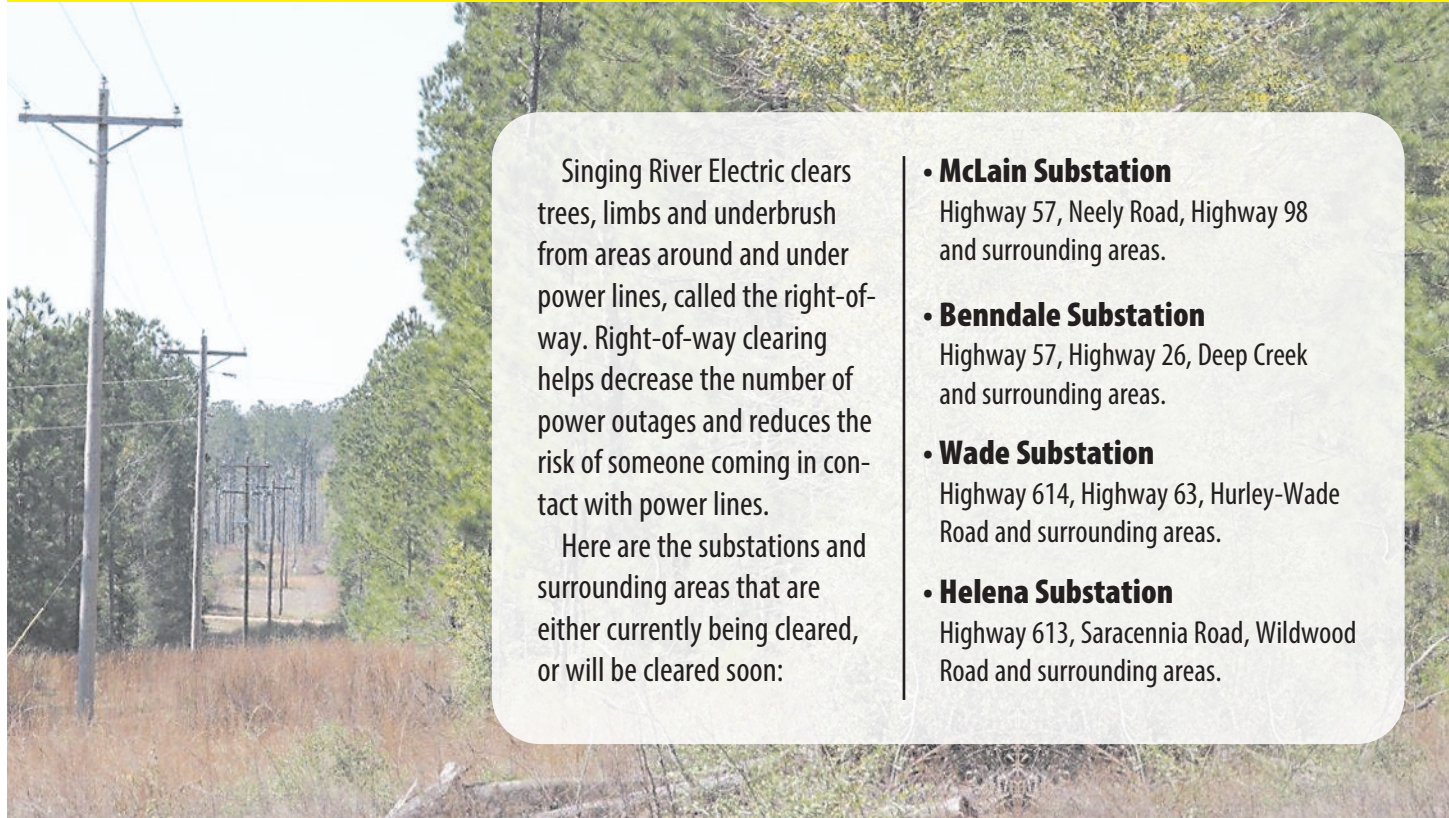 Singing River Electric clears
trees, limbs and underbrush
from areas around and under
power lines, called the right-of-
way. Right-of-way clearing
helps decrease the number of
power outages and reduces the
risk of someone coming in con-
tact with power lines.
Here are the substations and
surrounding areas that are
either currently being cleared,
or will be cleared soon:
• McLain Substation
Highway 57, Neely Road, Highway 98
and surrounding areas.
• Benndale Substation
Highway 57, Highway 26, Deep Creek
and surrounding areas.
• Wade Substation
Highway 614, Highway 63, Hurley-Wade
Road and surrounding areas.
• Helena Substation
Highway 613, Saracennia Road, Wildwood
Road and surrounding areas.